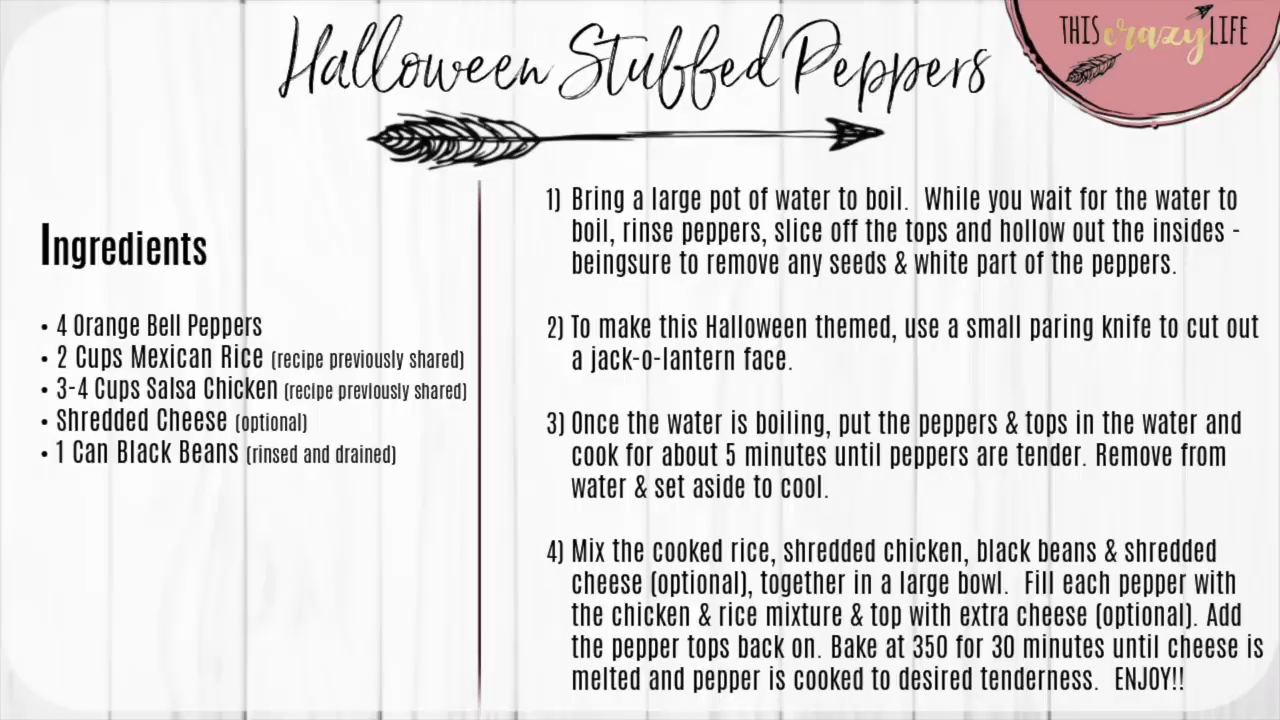 Halloween Stuffed Peppers
THIS crazy LIFE
Ingredients
• 4 Orange Bell Peppers
• 2 Cups Mexican Rice (recipe previously shared)
• 3-4 Cups Salsa Chicken (recipe previously shared)
• Shredded Cheese (optional)
• 1 Can Black Beans (rinsed and drained)
1) Bring a large pot of water to boil.  While you wait for the water to
boil, rinse peppers, slice off the tops and hollow out the insides -
beingsure to remove any seeds & white part of the peppers.
2) To make this Halloween themed, use a small paring knife to cut out
a jack-o-lantern face.
3) Once the water is boiling, put the peppers & tops in the water and
cook for about 5 minutes until peppers are tender. Remove from
water & set aside to cool.
4) Mix the cooked rice, shredded chicken, black beans & shredded
cheese (optional), together in a large bowl.  Fill each pepper with
the chicken & rice mixture & top with extra cheese (optional). Add
the pepper tops back on. Bake at 350 for 30 minutes until cheese is
melted and pepper is cooked to desired tenderness.  ENJOY!!